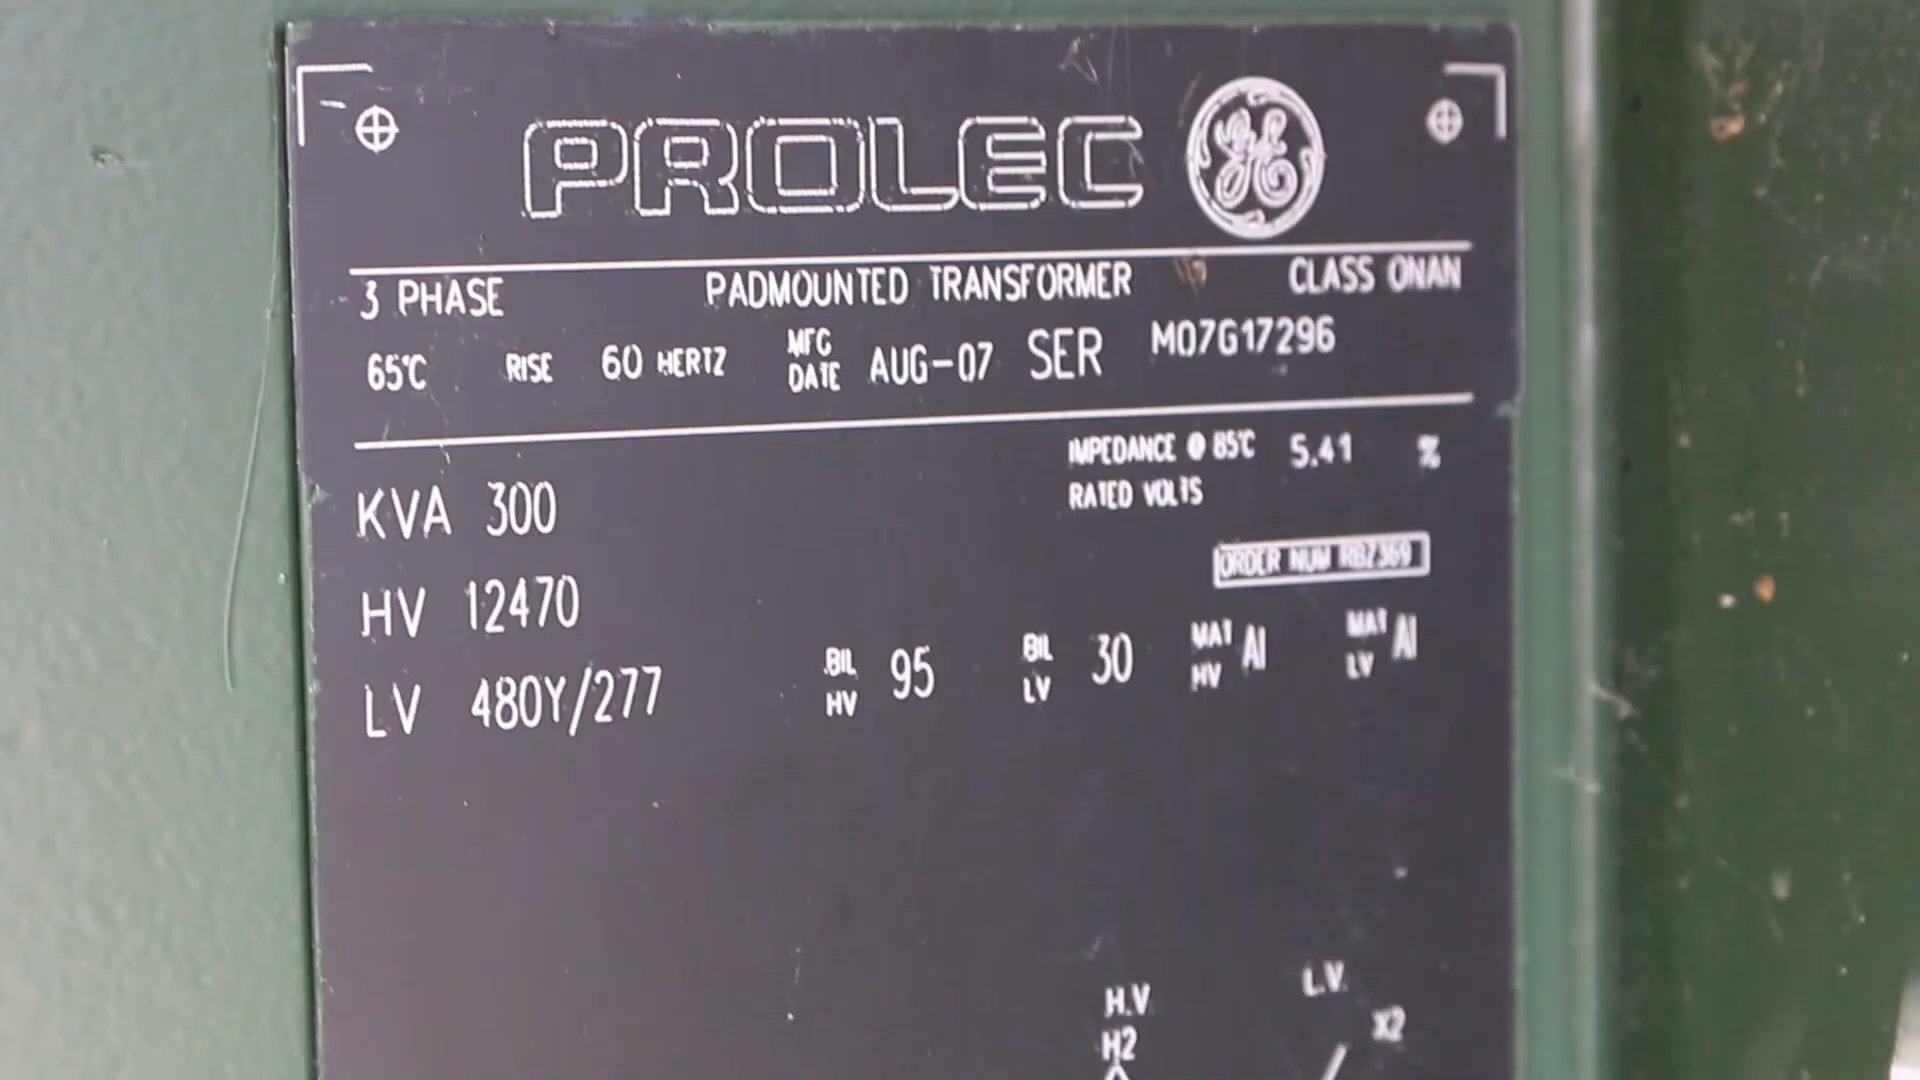 PROLEC GE
3 PHASE PADMOUNTED TRANSFORMER CLASS ONAN
65°C RISE 60 HERTZ MFG DATE AUG-07 SER M07G17296
IMPEDANCE @ 85°C 5.41 %
RATED VOLTS
KVA 300
ORDER NUM RBZ369
HV 12470
LV 480Y/277 BIL HV 95 BIL LV 30 MAT HV Al MAT LV Al
H.V. L.V.
H2 X2